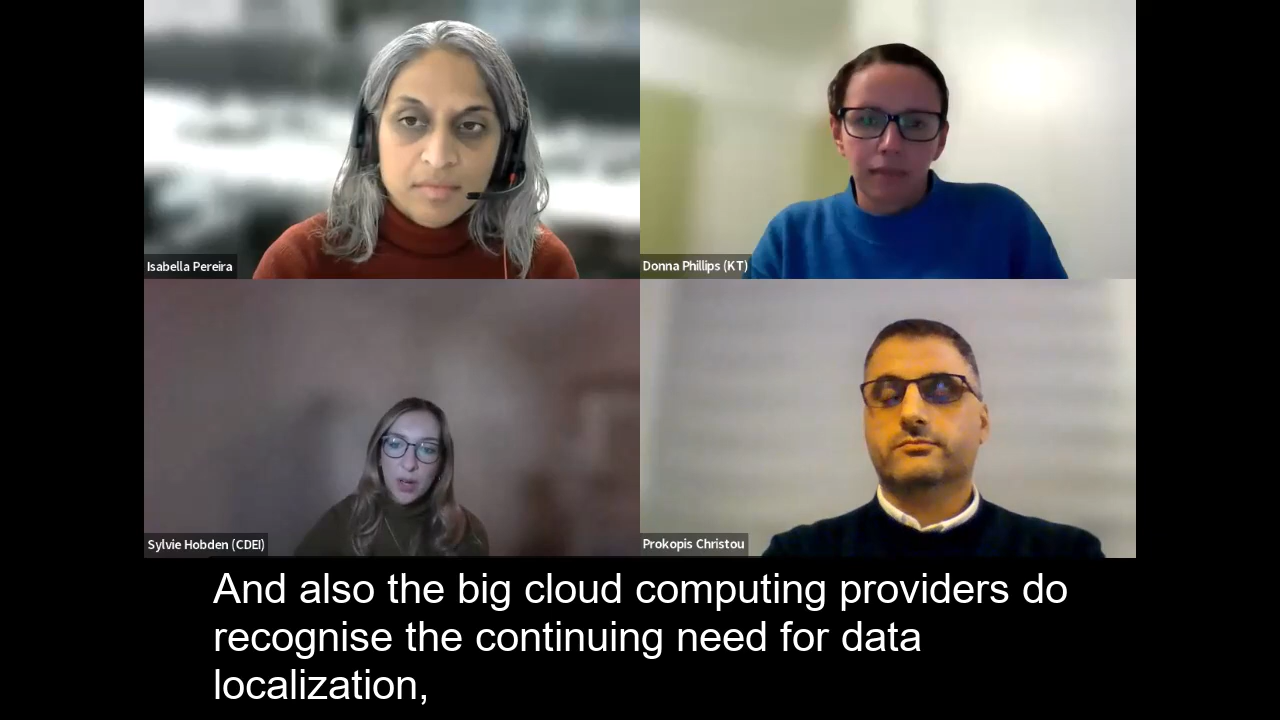 Isabella Pereira
Donna Phillips (KT)
Sylvie Hobden (CDEI)
Prokopis Christou
And also the big cloud computing providers do
recognise the continuing need for data
localization,